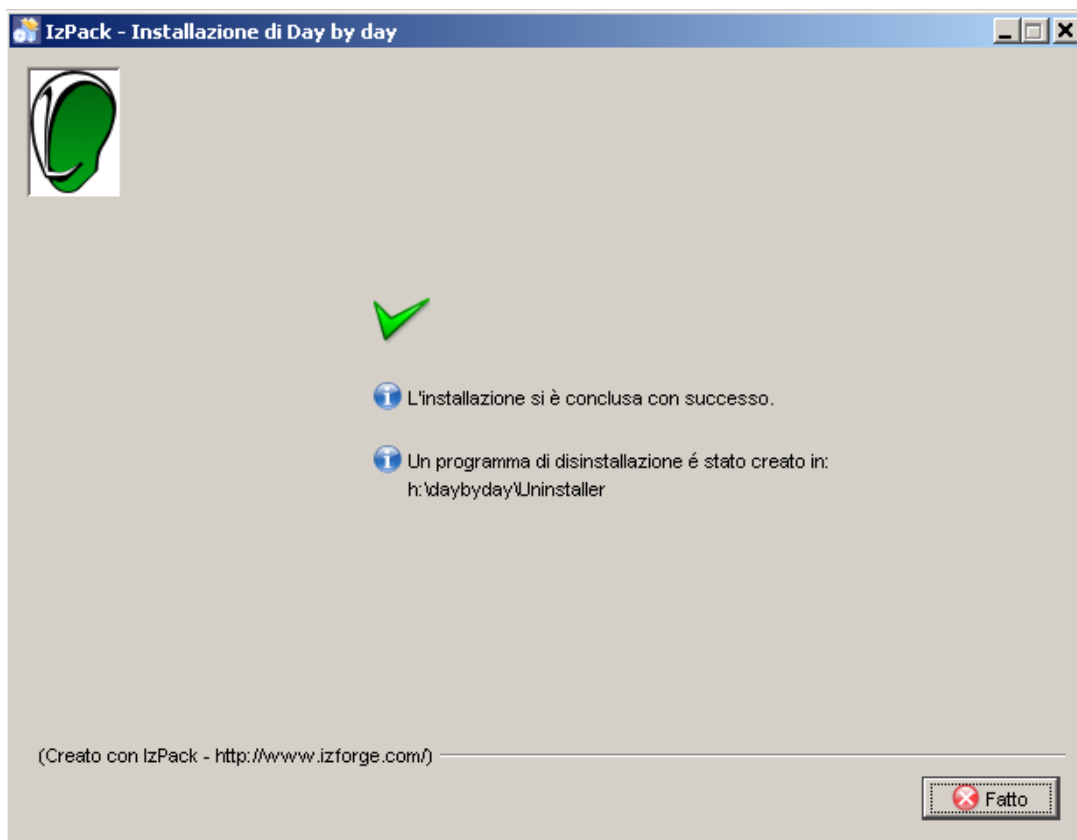 IzPack - Installazione di Day by day
L'installazione si è conclusa con successo.
Un programma di disinstallazione é stato creato in:
h:\daybyday\Uninstaller
(Creato con IzPack - http://www.izforge.com/)
Fatto